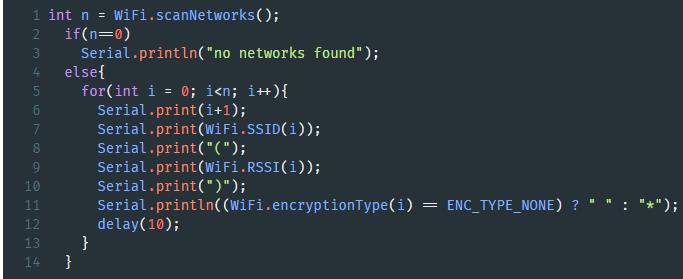 1 int n = WiFi.scanNetworks();
2   if(n==0)
3     Serial.println("no networks found");
4   else{
5     for(int i = 0; i<n; i++){
6       Serial.print(i+1);
7       Serial.print(WiFi.SSID(i));
8       Serial.print("(");
9       Serial.print(WiFi.RSSI(i));
10       Serial.print(")");
11       Serial.println((WiFi.encryptionType(i) == ENC_TYPE_NONE) ? " " : "*");
12       delay(10);
13     }
14   }